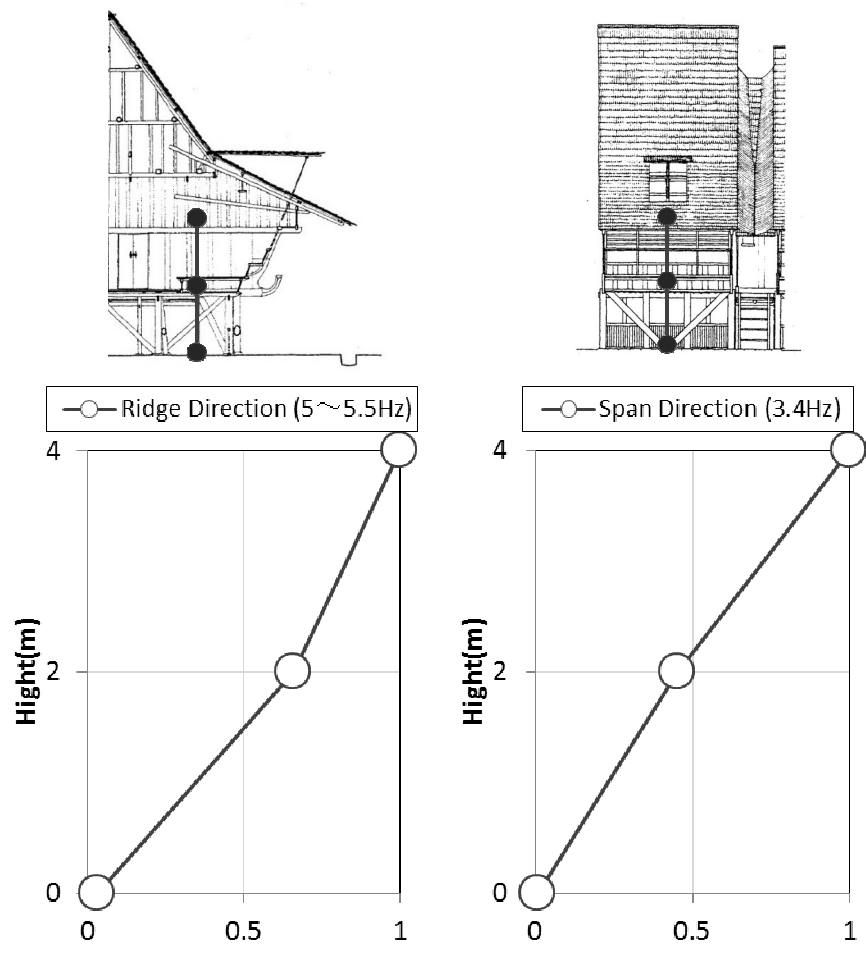 Ridge Direction (5～5.5Hz)
Span Direction (3.4Hz)
4
2
0
Hight(m)
0 0.5 1
4
2
0
Hight(m)
0 0.5 1